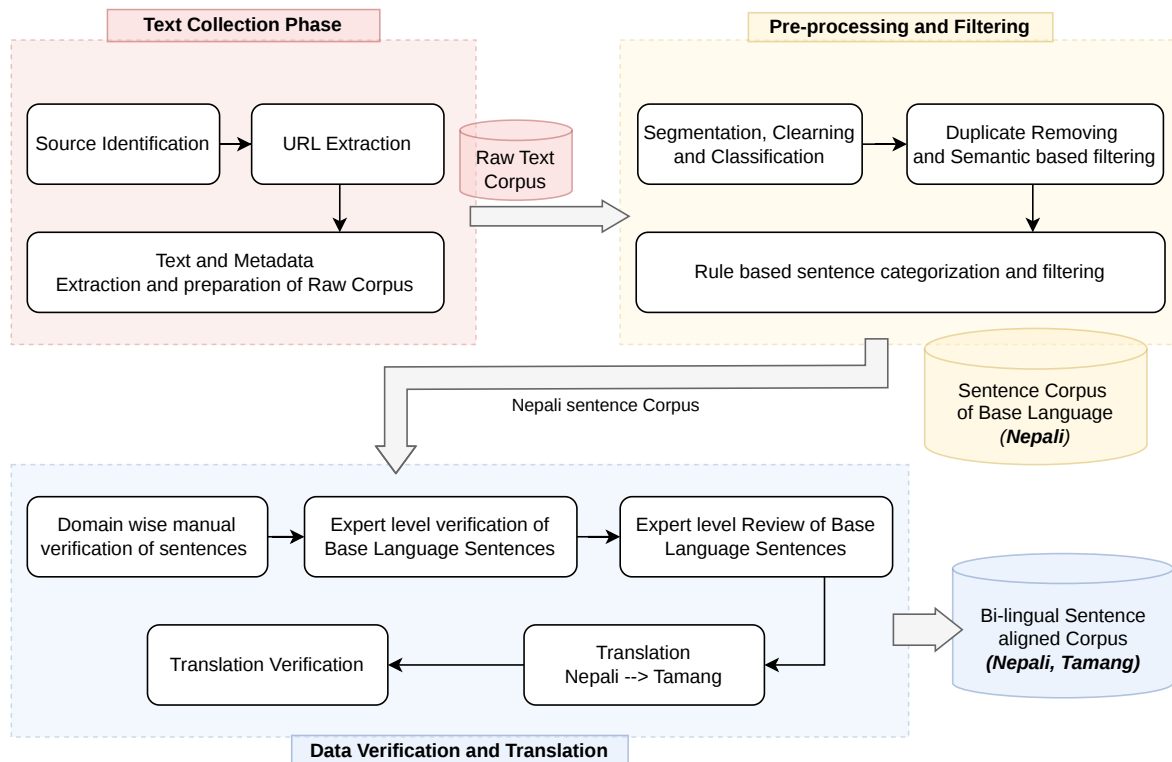 Text Collection Phase
Source Identification
URL Extraction
Text and Metadata
Extraction and preparation of Raw Corpus
Raw Text
Corpus
Pre-processing and Filtering
Segmentation, Clearning
and Classification
Duplicate Removing
and Semantic based filtering
Rule based sentence categorization and filtering
Sentence Corpus
of Base Language
(Nepali)
Nepali sentence Corpus
Domain wise manual
verification of sentences
Expert level verification of
Base Language Sentences
Expert level Review of Base
Language Sentences
Translation
Nepali --> Tamang
Translation Verification
Data Verification and Translation
Bi-lingual Sentence
aligned Corpus
(Nepali, Tamang)